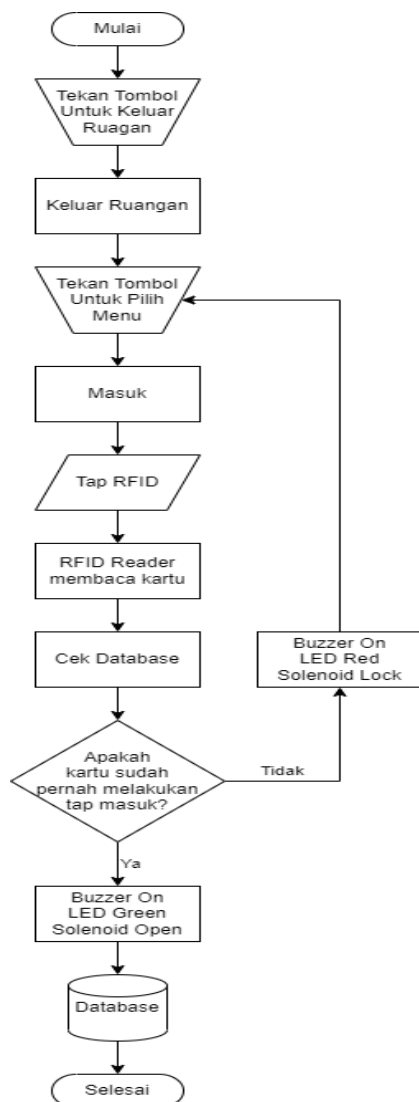 Mulai
Tekan Tombol
Untuk Keluar
Ruagan
Keluar Ruangan
Tekan Tombol
Untuk Pilih
Menu
Masuk
Tap RFID
RFID Reader
membaca kartu
Cek Database
Buzzer On
LED Red
Solenoid Lock
Apakah
kartu sudah
pernah melakukan
tap masuk?
Tidak
Ya
Buzzer On
LED Green
Solenoid Open
Database
Selesai